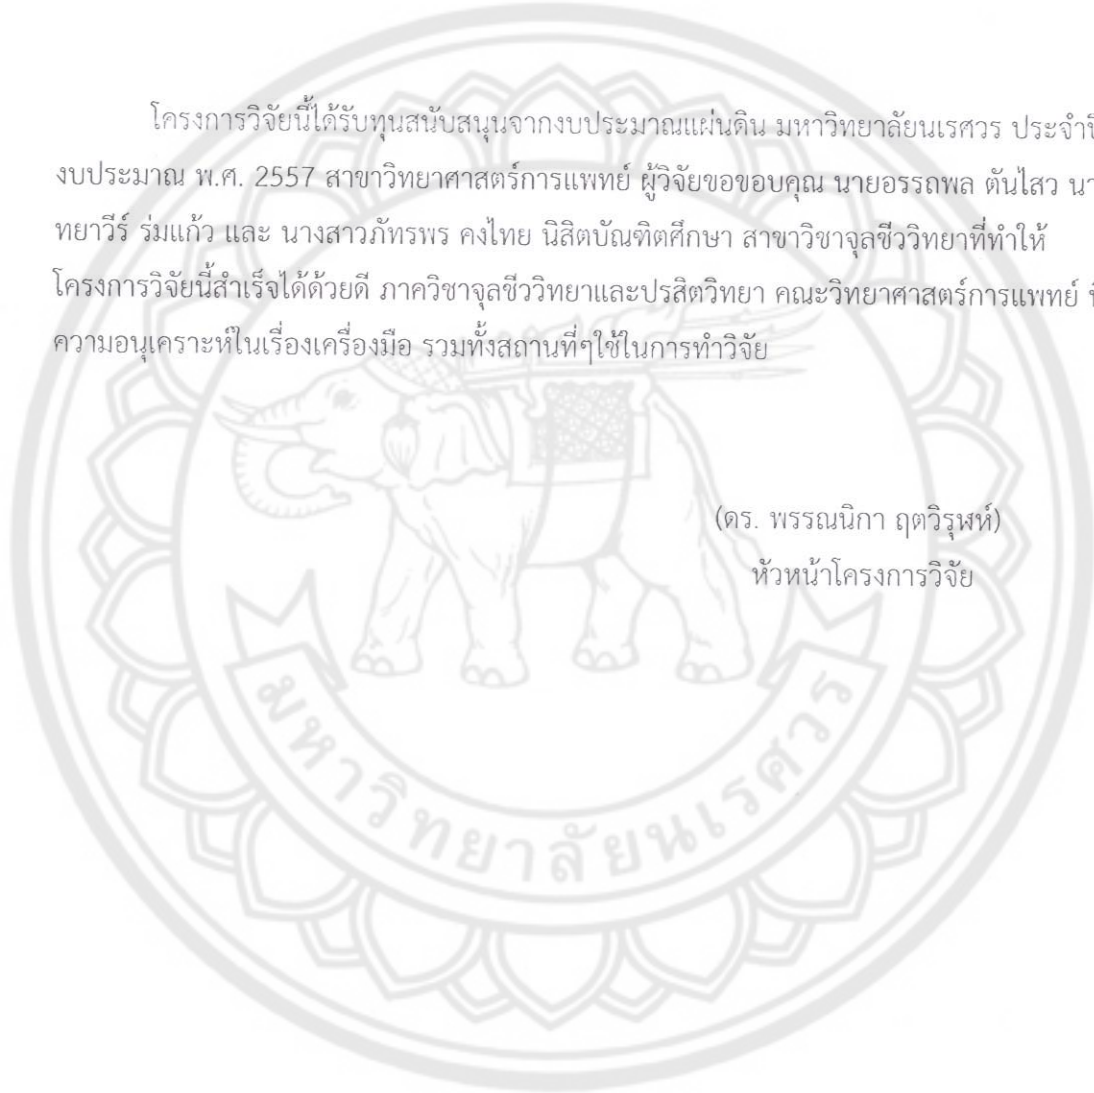 โครงการวิจัยนี้ได้รับทุนสนับสนุนจากงบประมาณแผ่นดิน มหาวิทยาลัยนเรศวร ประจำปี
งบประมาณ พ.ศ. 2557 สาขาวิทยาศาสตร์การแพทย์ ผู้วิจัยขอขอบคุณ นายอรรถพล ตันไสว
ทยาวีร์ ร่มแก้ว และ นางสาวภัทรพร คงไทย นิสิตบัณฑิตศึกษา สาขาวิชาจุลชีววิทยาที่ทำให้
โครงการวิจัยนี้สำเร็จได้ด้วยดี ภาควิชาจุลชีววิทยาและปรสิตวิทยา คณะวิทยาศาสตร์การแพทย์
ความอนุเคราะห์ในเรื่องเครื่องมือ รวมทั้งสถานที่ๆใช้ในการทำวิจัย
(ดร. พรรณนิกา ฤตวิรุฬห์)
หัวหน้าโครงการวิจัย
มหาวิทยาลัยนเรศวร